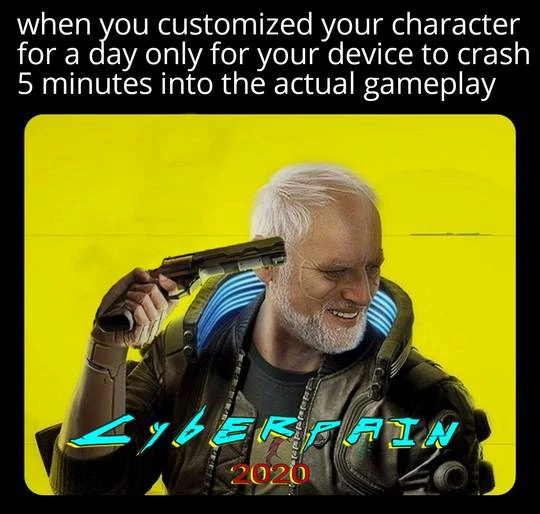 when you customized your character
for a day only for your device to crash
5 minutes into the actual gameplay
CybERPAIN
2020